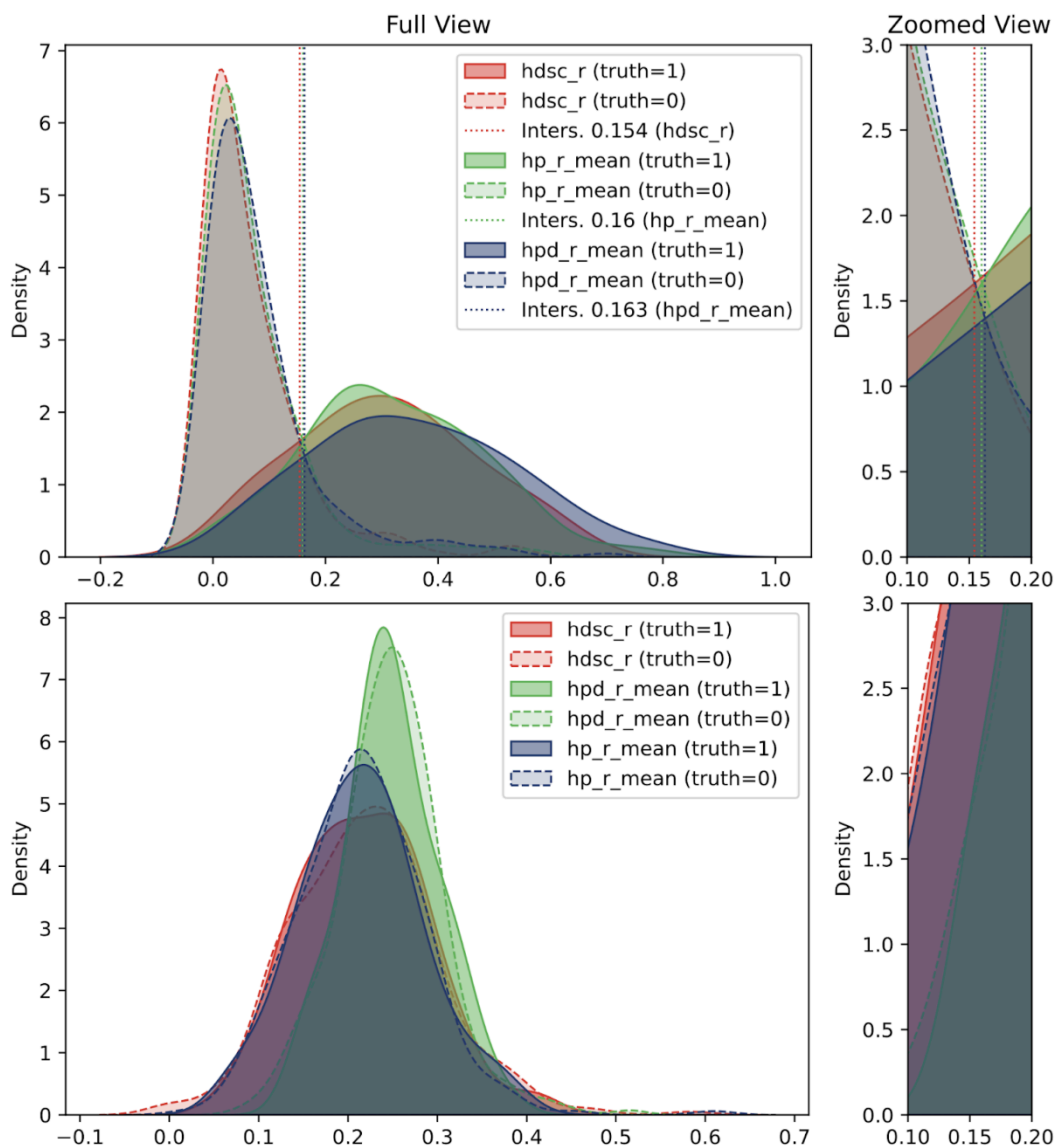 Full View
Zoomed View
Density
7
6
5
4
3
2
1
0
−0.2
0.0
0.2
0.4
0.6
0.8
1.0
hdsc_r (truth=1)
hdsc_r (truth=0)
Inters. 0.154 (hdsc_r)
hp_r_mean (truth=1)
hp_r_mean (truth=0)
Inters. 0.16 (hp_r_mean)
hpd_r_mean (truth=1)
hpd_r_mean (truth=0)
Inters. 0.163 (hpd_r_mean)
Density
3.0
2.5
2.0
1.5
1.0
0.5
0.0
0.10
0.15
0.20
Density
8
7
6
5
4
3
2
1
0
−0.1
0.0
0.1
0.2
0.3
0.4
0.5
0.6
0.7
hdsc_r (truth=1)
hdsc_r (truth=0)
hpd_r_mean (truth=1)
hpd_r_mean (truth=0)
hp_r_mean (truth=1)
hp_r_mean (truth=0)
Density
3.0
2.5
2.0
1.5
1.0
0.5
0.0
0.10
0.15
0.20